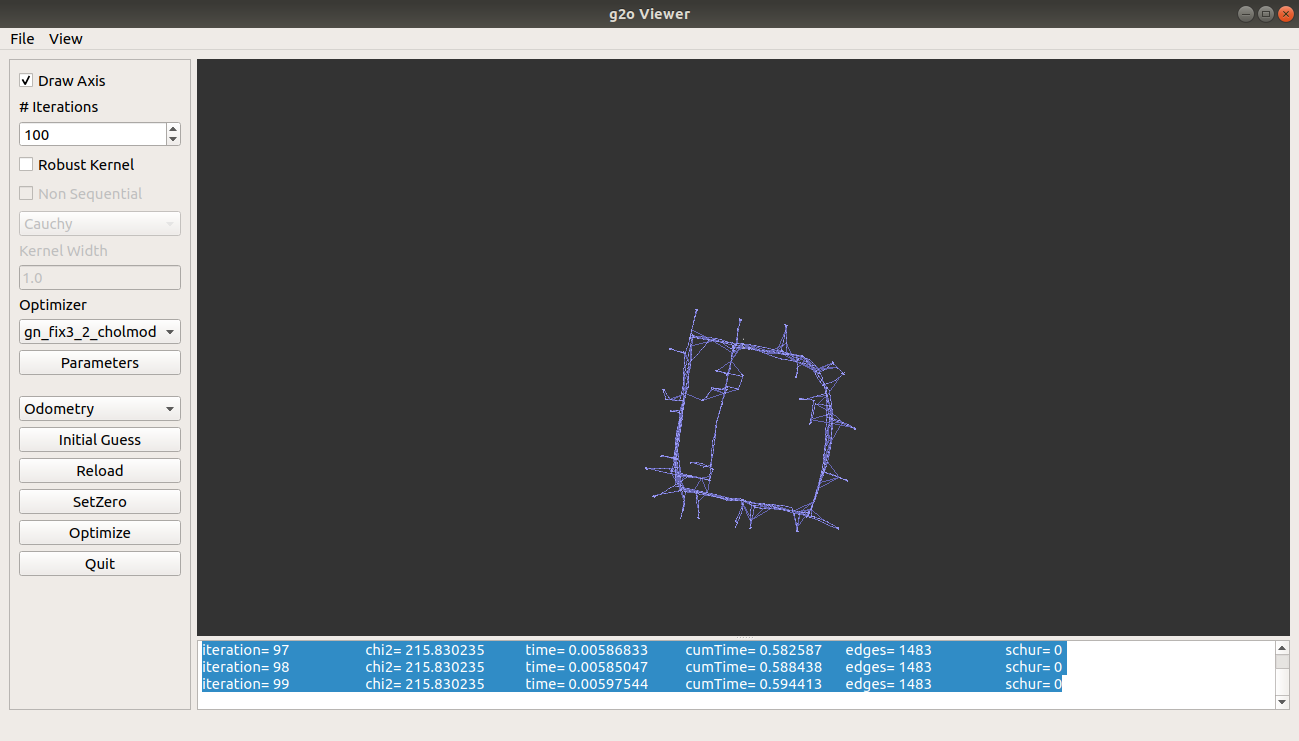 g2o Viewer
File View
Draw Axis
# Iterations
100
Robust Kernel
Non Sequential
Cauchy
Kernel Width
1.0
Optimizer
gn_fix3_2_cholmod
Parameters
Odometry
Initial Guess
Reload
SetZero
Optimize
Quit
iteration= 97 chi2= 215.830235 time= 0.00586833 cumTime= 0.582587 edges= 1483 schur= 0
iteration= 98 chi2= 215.830235 time= 0.00585047 cumTime= 0.588438 edges= 1483 schur= 0
iteration= 99 chi2= 215.830235 time= 0.00597544 cumTime= 0.594413 edges= 1483 schur= 0